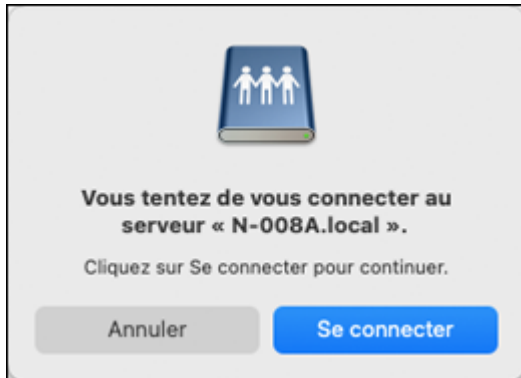 Vous tentez de vous connecter au
serveur « N-008A.local ».
Cliquez sur Se connecter pour continuer.
Annuler
Se connecter